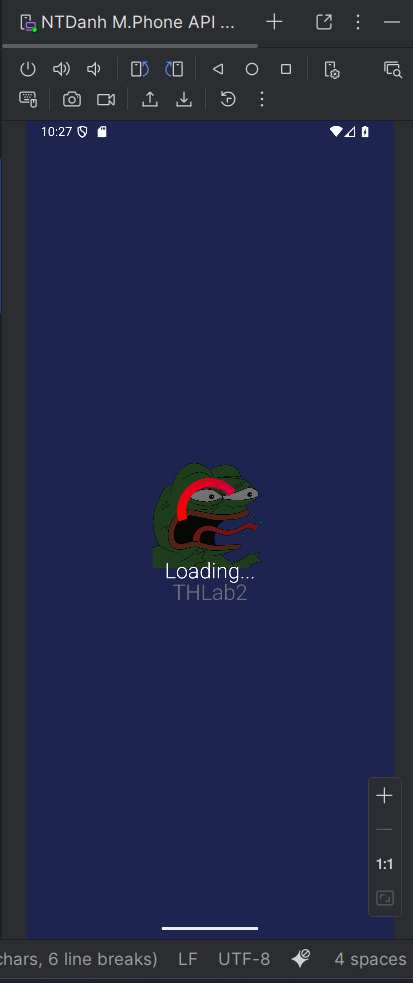 NTDanh M.Phone API ...
10:27
Loading...
THLab2
1:1
chars, 6 line breaks) LF UTF-8 4 spaces